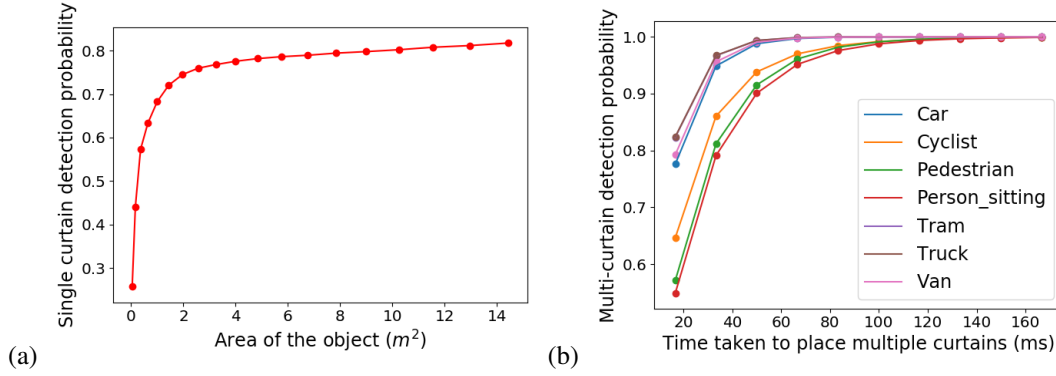 (a)
Single curtain detection probability
0.8
0.7
0.6
0.5
0.4
0.3
0 2 4 6 8 10 12 14
Area of the object (m²)
(b)
Multi-curtain detection probability
1.0
0.9
0.8
0.7
0.6
20 40 60 80 100 120 140 160
Time taken to place multiple curtains (ms)
Car
Cyclist
Pedestrian
Person_sitting
Tram
Truck
Van